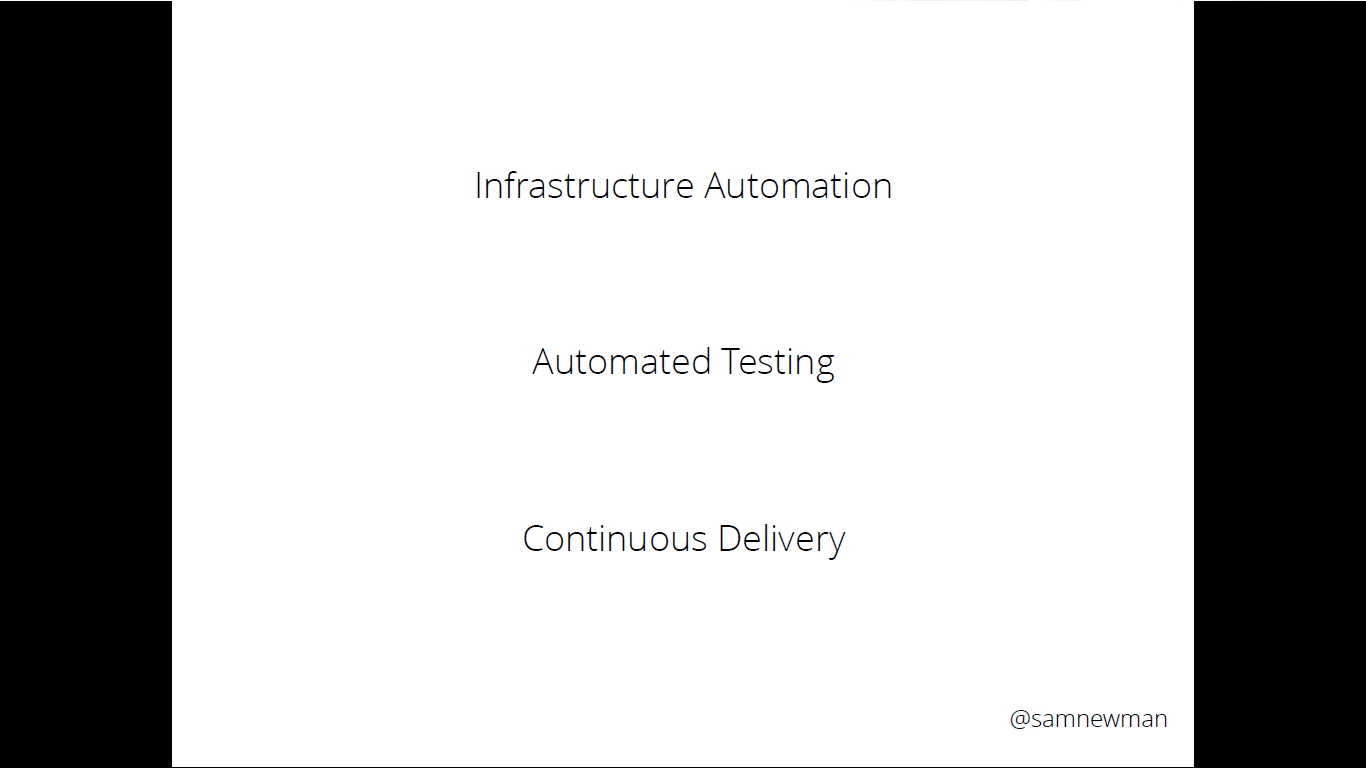 Infrastructure Automation
Automated Testing
Continuous Delivery
@samnewman